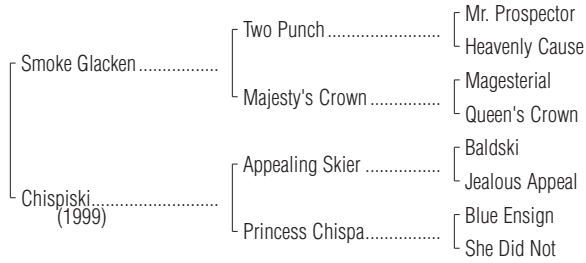 Mr. Prospector
Two Punch
Heavenly Cause
Smoke Glacken
Magesterial
Majesty's Crown
Queen's Crown
Baldski
Appealing Skier
Jealous Appeal
Chispiski
(1999)
Blue Ensign
Princess Chispa
She Did Not